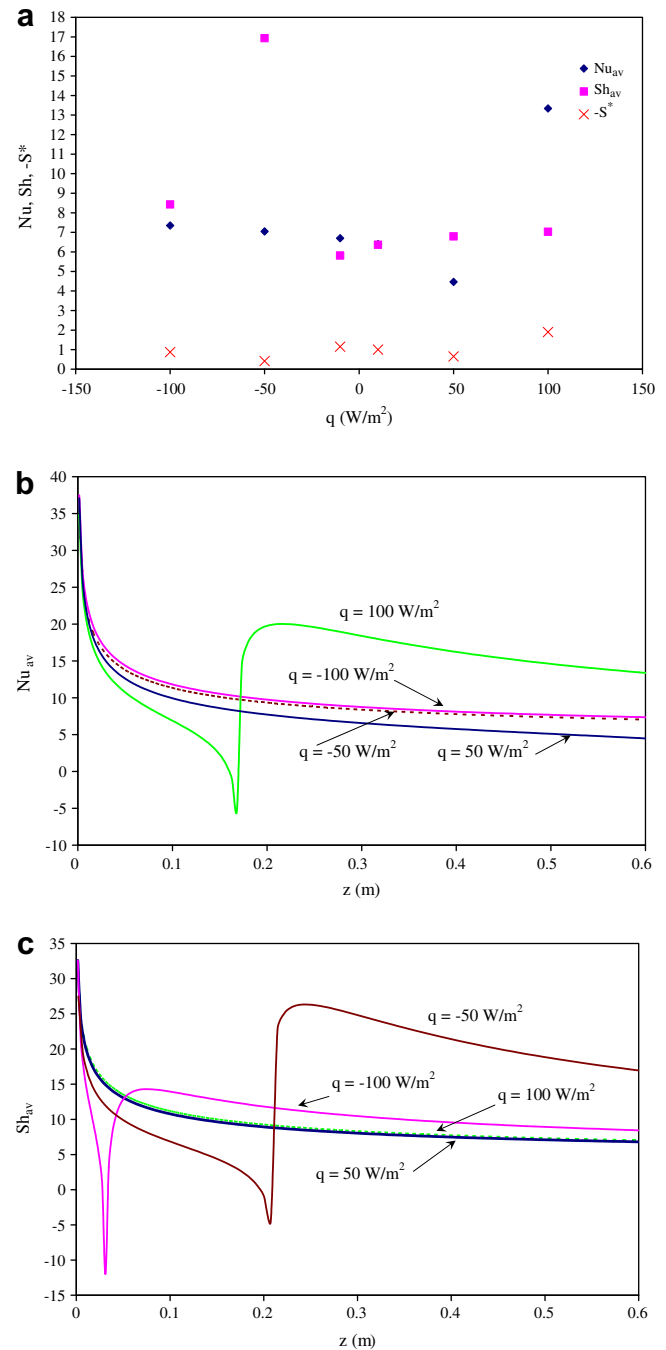 a
18
17
16
15
14
13
12
11
10
9
8
7
6
5
4
3
2
1
0
Nu, Sh, -S*
Nu_av
Sh_av
-S*
-150 -100 -50 0 50 100 150
q (W/m²)
b
40
35
30
25
20
15
10
5
0
-5
-10
Nu av
q = 100 W/m²
q = -100 W/m²
q = -50 W/m²
q = 50 W/m²
0 0.1 0.2 0.3 0.4 0.5 0.6
z (m)
c
35
30
25
20
15
10
5
0
-5
-10
-15
Sh_av
q = -50 W/m²
q = -100 W/m²
q = 100 W/m²
q = 50 W/m²
0 0.1 0.2 0.3 0.4 0.5 0.6
z (m)